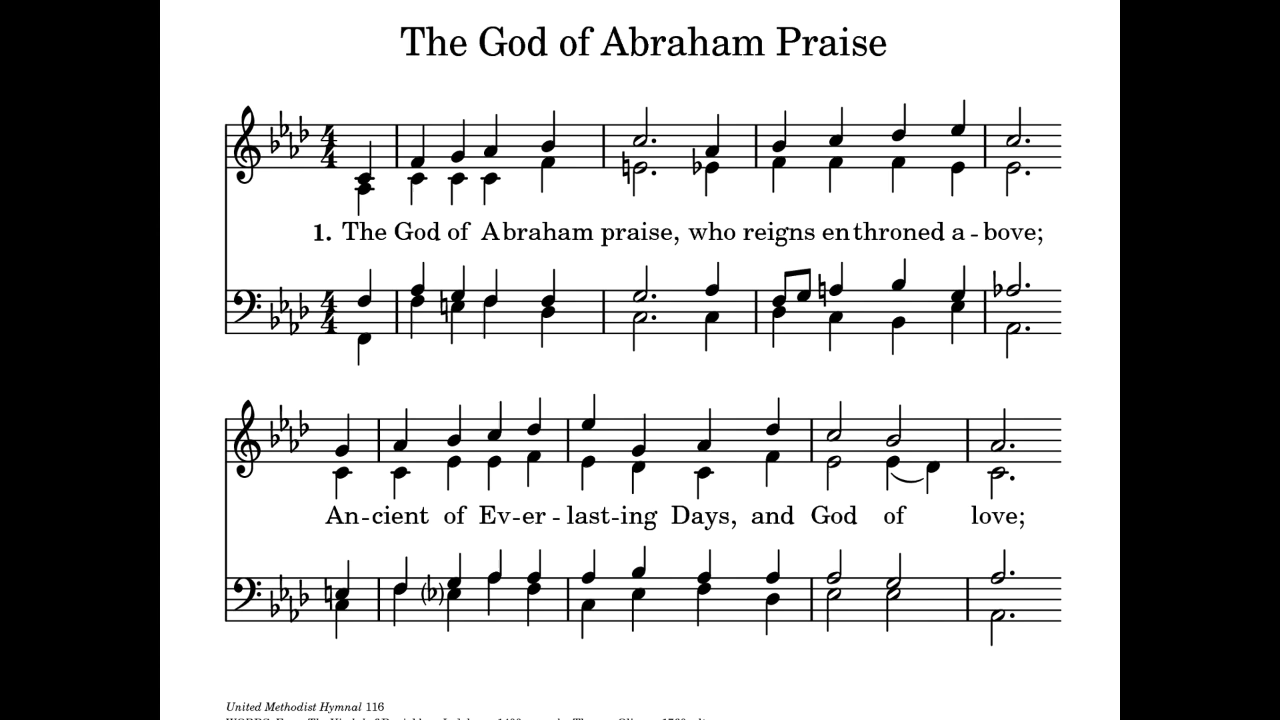 The God of Abraham Praise
1. The God of Abraham praise, who reigns enthroned a - bove;
An-cient of Ev-er - last-ing Days, and God of love;
United Methodist Hymnal 116